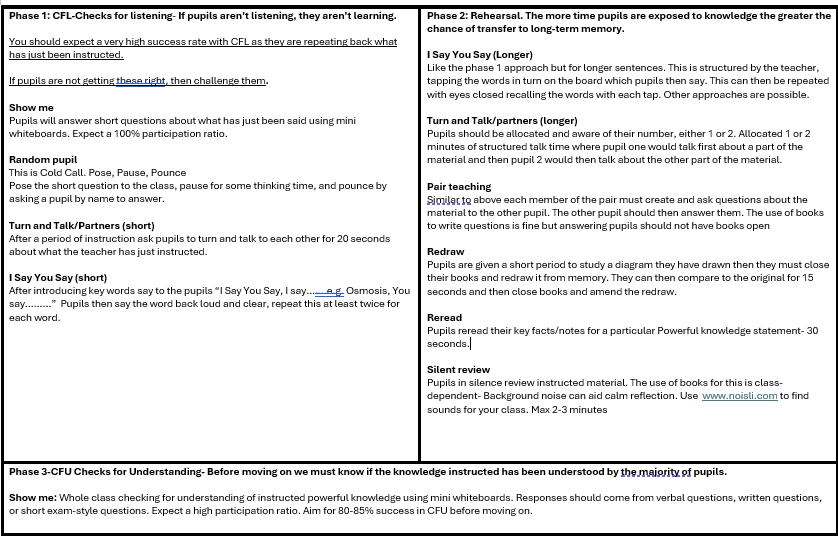 Phase 1: CFL-Checks for listening- If pupils aren't listening, they aren't learning.
You should expect a very high success rate with CFL as they are repeating back what
has just been instructed.
If pupils are not getting these right, then challenge them.
Show me
Pupils will answer short questions about what has just been said using mini
whiteboards. Expect a 100% participation ratio.
Random pupil
This is Cold Call. Pose, Pause, Pounce
Pose the short question to the class, pause for some thinking time, and pounce by
asking a pupil by name to answer.
Turn and Talk/Partners (short)
After a period of instruction ask pupils to turn and talk to each other for 20 seconds
about what the teacher has just instructed.
I Say You Say (short)
After introducing key words say to the pupils "I Say You Say, I say……e.g. Osmosis, You
say………"  Pupils then say the word back loud and clear, repeat this at least twice for
each word.
Phase 2: Rehearsal. The more time pupils are exposed to knowledge the greater the
chance of transfer to long-term memory.
I Say You Say (Longer)
Like the phase 1 approach but for longer sentences. This is structured by the teacher,
tapping the words in turn on the board which pupils then say. This can then be repeated
with eyes closed recalling the words with each tap. Other approaches are possible.
Turn and Talk/partners (longer)
Pupils should be allocated and aware of their number, either 1 or 2. Allocated 1 or 2
minutes of structured talk time where pupil one would talk first about a part of the
material and then pupil 2 would then talk about the other part of the material.
Pair teaching
Similar to above each member of the pair must create and ask questions about the
material to the other pupil. The other pupil should then answer them. The use of books
to write questions is fine but answering pupils should not have books open
Redraw
Pupils are given a short period to study a diagram they have drawn then they must close
their books and redraw it from memory. They can then compare to the original for 15
seconds and then close books and amend the redraw.
Reread
Pupils reread their key facts/notes for a particular Powerful knowledge statement- 30
seconds.
Silent review
Pupils in silence review instructed material. The use of books for this is class-
dependent- Background noise can aid calm reflection. Use www.noisli.com to find
sounds for your class. Max 2-3 minutes
Phase 3-CFU Checks for Understanding- Before moving on we must know if the knowledge instructed has been understood by the majority of pupils.
Show me: Whole class checking for understanding of instructed powerful knowledge using mini whiteboards. Responses should come from verbal questions, written questions,
or short exam-style questions. Expect a high participation ratio. Aim for 80-85% success in CFU before moving on.